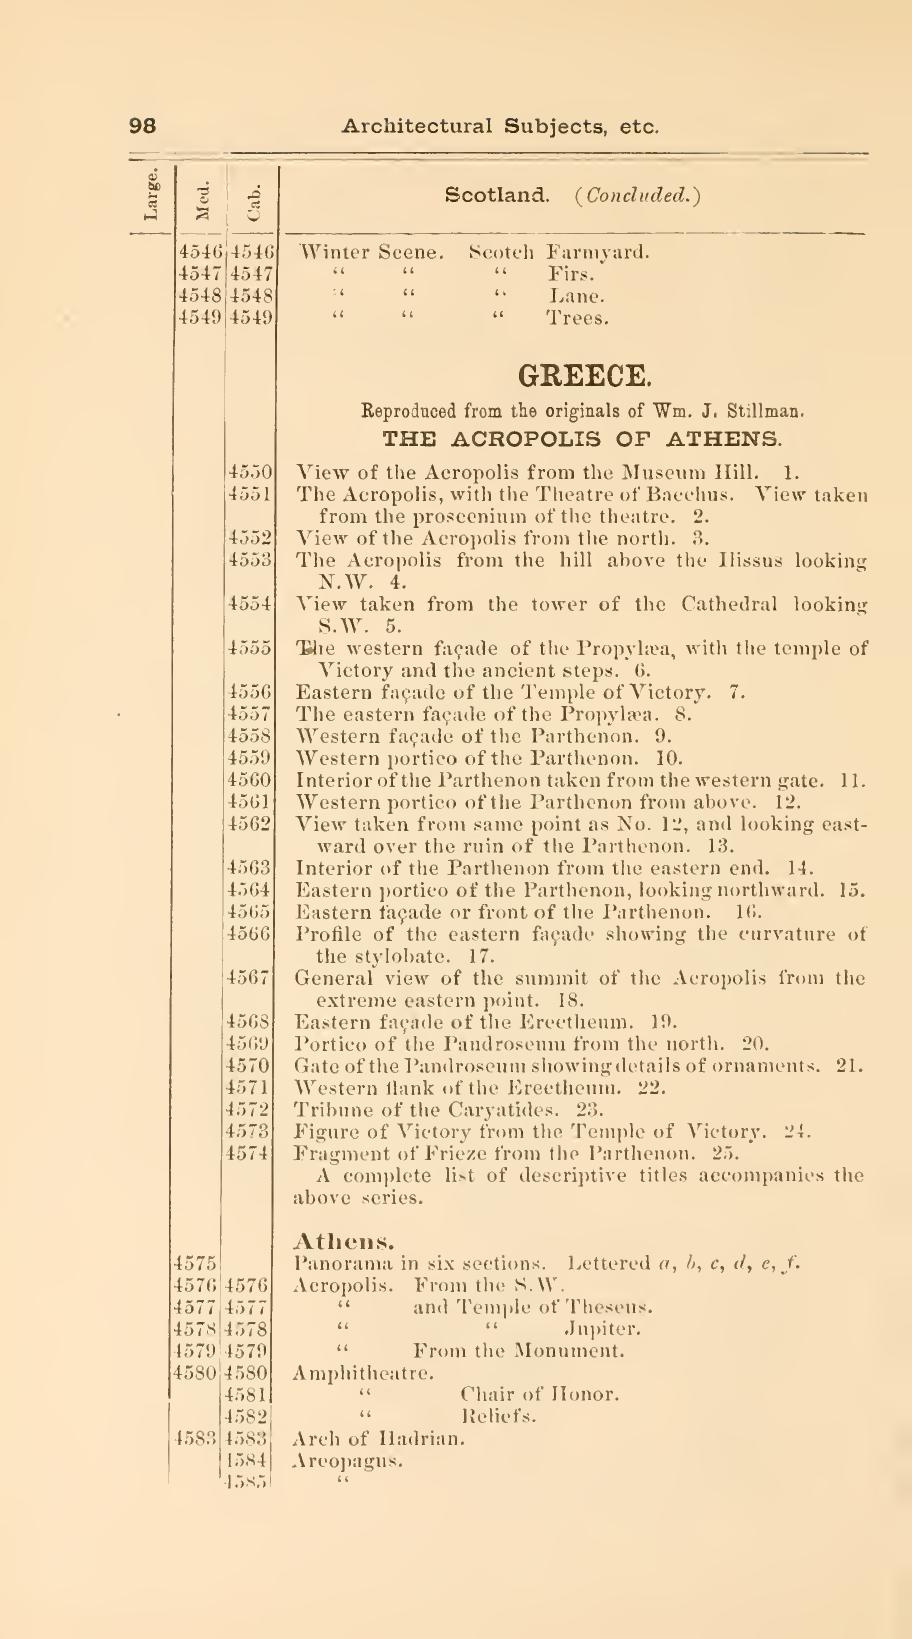 98 Architectural Subjects, etc.
Large. Med. Cab. Scotland. (Concluded.)
4546 4546 Winter Scene. Scotch Farmyard.
4547 4547 “ “ “ Firs.
4548 4548 “ “ “ Lane.
4549 4549 “ “ “ Trees.
GREECE.
Reproduced from the originals of Wm. J. Stillman.
THE ACROPOLIS OF ATHENS.
4550 View of the Acropolis from the Museum Hill. 1.
4551 The Acropolis, with the Theatre of Bacchus. View taken
from the proscenium of the theatre. 2.
4552 View of the Acropolis from the north. 3.
4553 The Acropolis from the hill above the Ilissus looking
N.W. 4.
4554 View taken from the tower of the Cathedral looking
S.W. 5.
4555 The western façade of the Propylæa, with the temple of
Victory and the ancient steps. 6.
4556 Eastern façade of the Temple of Victory. 7.
4557 The eastern façade of the Propylæa. 8.
4558 Western façade of the Parthenon. 9.
4559 Western portico of the Parthenon. 10.
4560 Interior of the Parthenon taken from the western gate. 11.
4561 Western portico of the Parthenon from above. 12.
4562 View taken from same point as No. 12, and looking east-
ward over the ruin of the Parthenon. 13.
4563 Interior of the Parthenon from the eastern end. 14.
4564 Eastern portico of the Parthenon, looking northward. 15.
4565 Eastern façade or front of the Parthenon. 16.
4566 Profile of the eastern façade showing the curvature of
the stylobate. 17.
4567 General view of the summit of the Acropolis from the
extreme eastern point. 18.
4568 Eastern façade of the Erectheum. 19.
4569 Portico of the Pandroseum from the north. 20.
4570 Gate of the Pandroseum showing details of ornaments. 21.
4571 Western flank of the Erectheum. 22.
4572 Tribune of the Caryatides. 23.
4573 Figure of Victory from the Temple of Victory. 24.
4574 Fragment of Frieze from the Parthenon. 25.
A complete list of descriptive titles accompanies the
above series.
Athens.
4575 Panorama in six sections. Lettered a, b, c, d, e, f.
4576 4576 Acropolis. From the S.W.
4577 4577 “ and Temple of Theseus.
4578 4578 “ “ Jupiter.
4579 4579 “ From the Monument.
4580 4580 Amphitheatre.
4581 “ Chair of Honor.
4582 “ Reliefs.
4583 4583 Arch of Hadrian.
4584 Areopagus.
4585 “